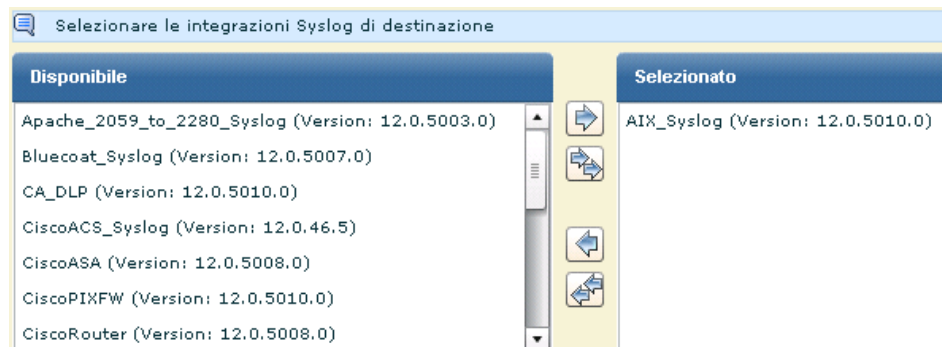 Selezionare le integrazioni Syslog di destinazione
Disponibile
Apache_2059_to_2280_Syslog (Version: 12.0.5003.0)
Bluecoat_Syslog (Version: 12.0.5007.0)
CA_DLP (Version: 12.0.5010.0)
CiscoACS_Syslog (Version: 12.0.46.5)
CiscoASA (Version: 12.0.5008.0)
CiscoPIXFW (Version: 12.0.5010.0)
CiscoRouter (Version: 12.0.5008.0)
Selezionato
AIX_Syslog (Version: 12.0.5010.0)